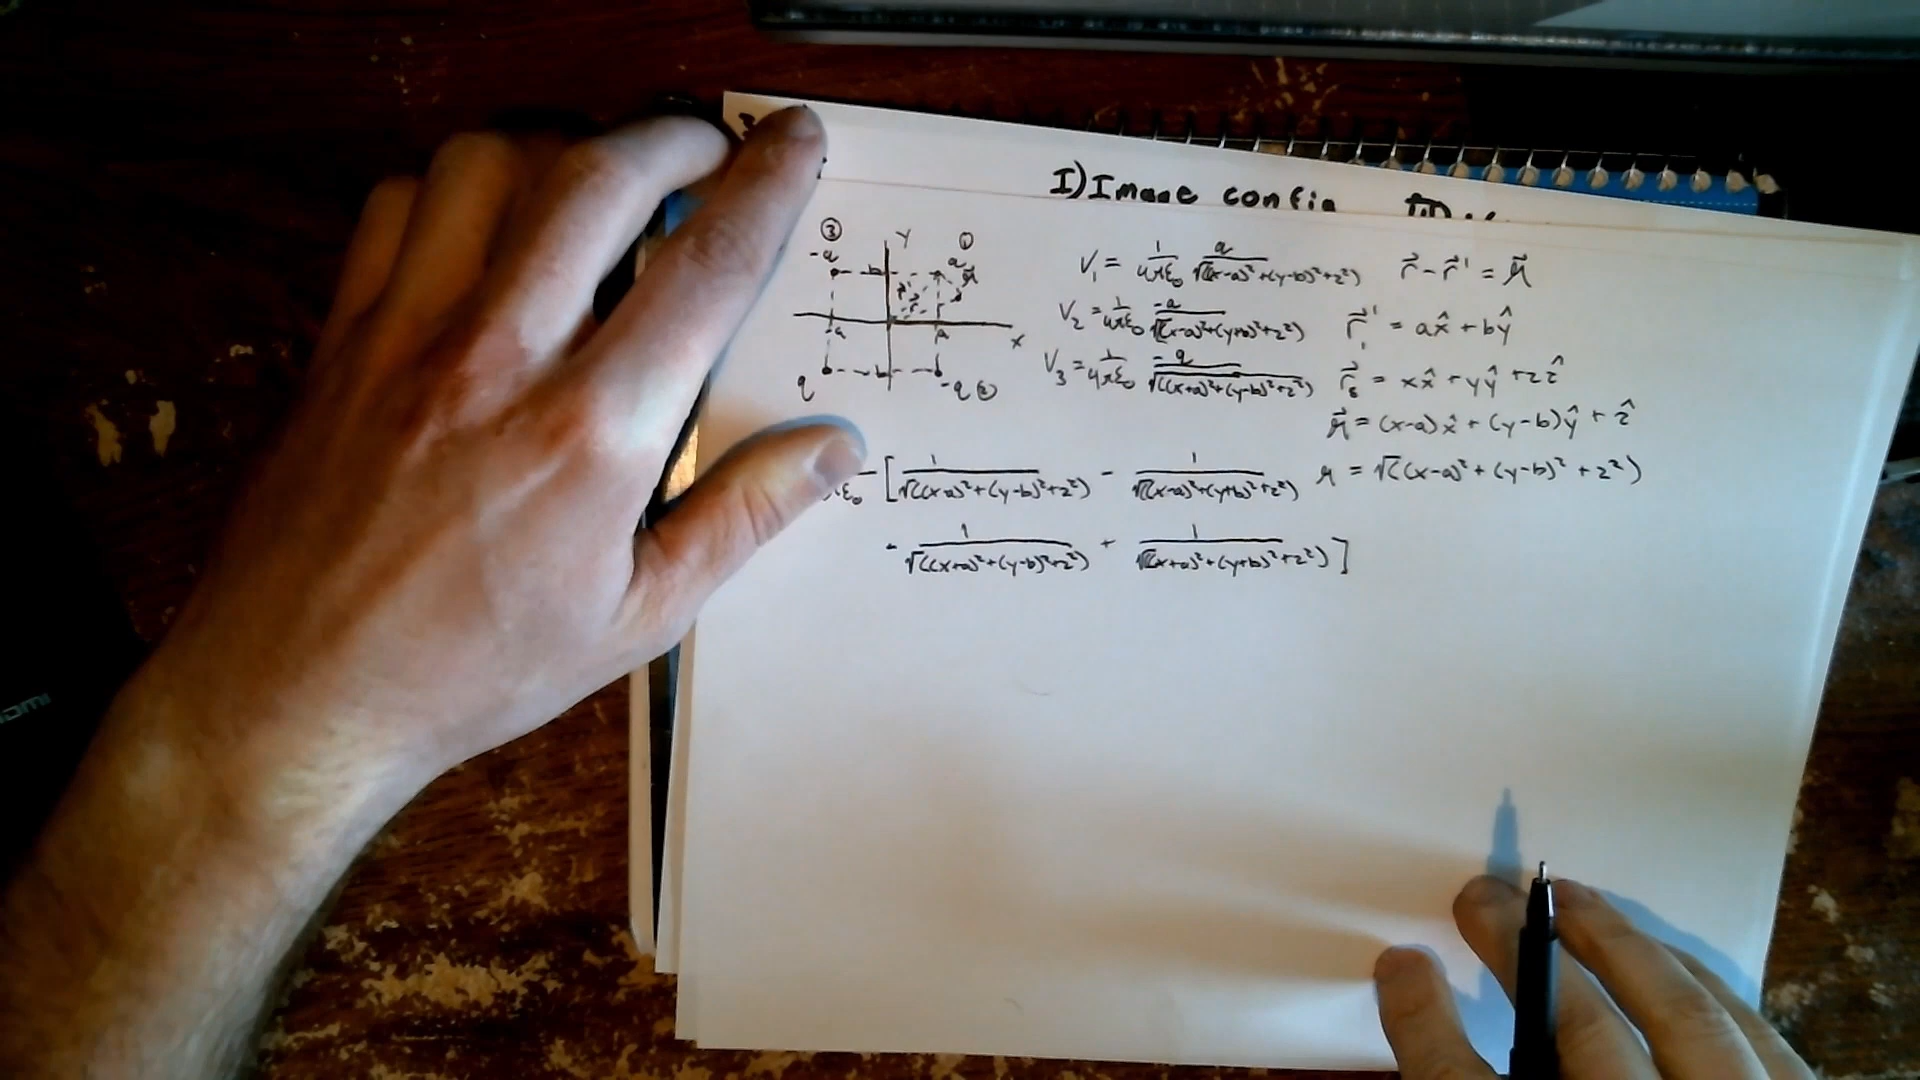 I) Image config
③ y ①
-q b q
V₁ = 1/4πε₀ q/√((x-a)²+(y-b)²+z²) r⃗ - r⃗' = 𝓇⃗
-a a x
V₂ = 1/4πε₀ -q/√((x-a)²+(y+b)²+z²) r⃗₁' = ax̂ + bŷ
V₃ = 1/4πε₀ -q/√((x+a)²+(y-b)²+z²) r⃗ = xx̂ + yŷ + zẑ
q -b -q ②
𝓇⃗ = (x-a)x̂ + (y-b)ŷ + ẑ
πε₀ [1/√((x-a)²+(y-b)²+z²) - 1/√((x-a)²+(y+b)²+z²) 𝓇 = √((x-a)² + (y-b)² + z²)
- 1/√((x+a)²+(y-b)²+z²) + 1/√((x+a)²+(y+b)²+z²)]